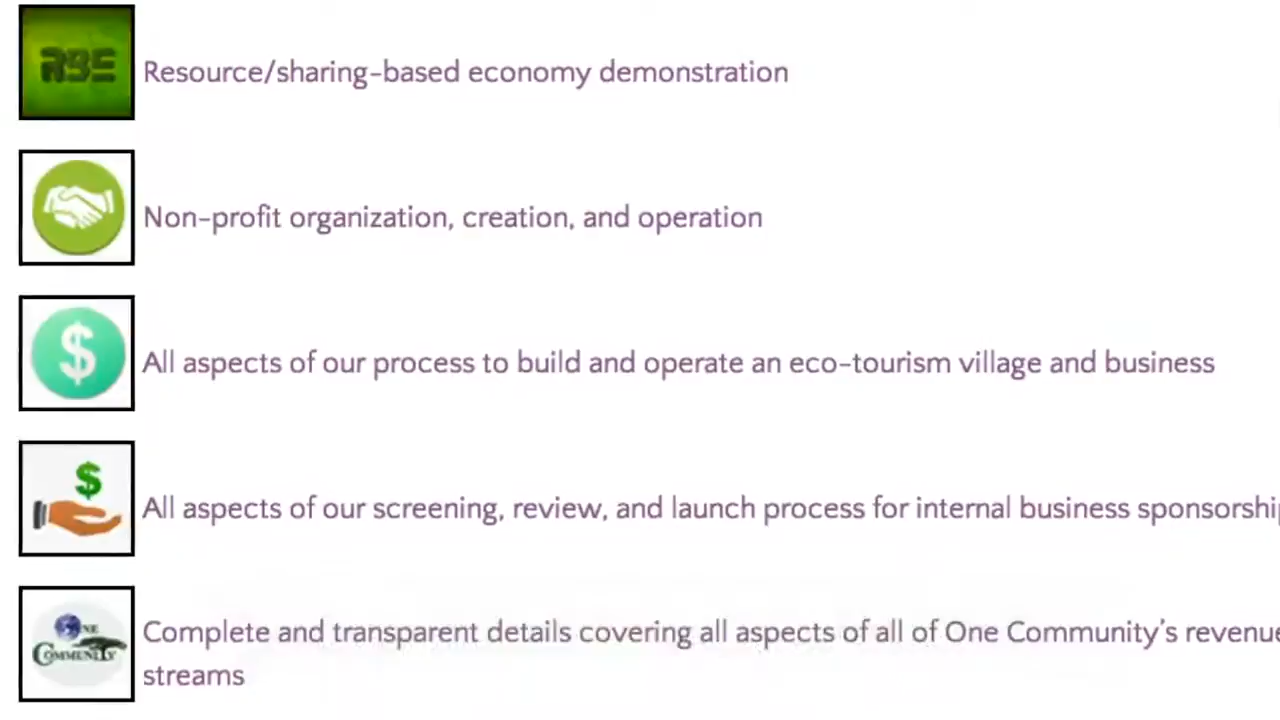 RBE
Resource/sharing-based economy demonstration
Non-profit organization, creation, and operation
$
All aspects of our process to build and operate an eco-tourism village and business
$
All aspects of our screening, review, and launch process for internal business
Complete and transparent details covering all aspects of all of One Community's revenue
streams
ONE
COMMUNITY